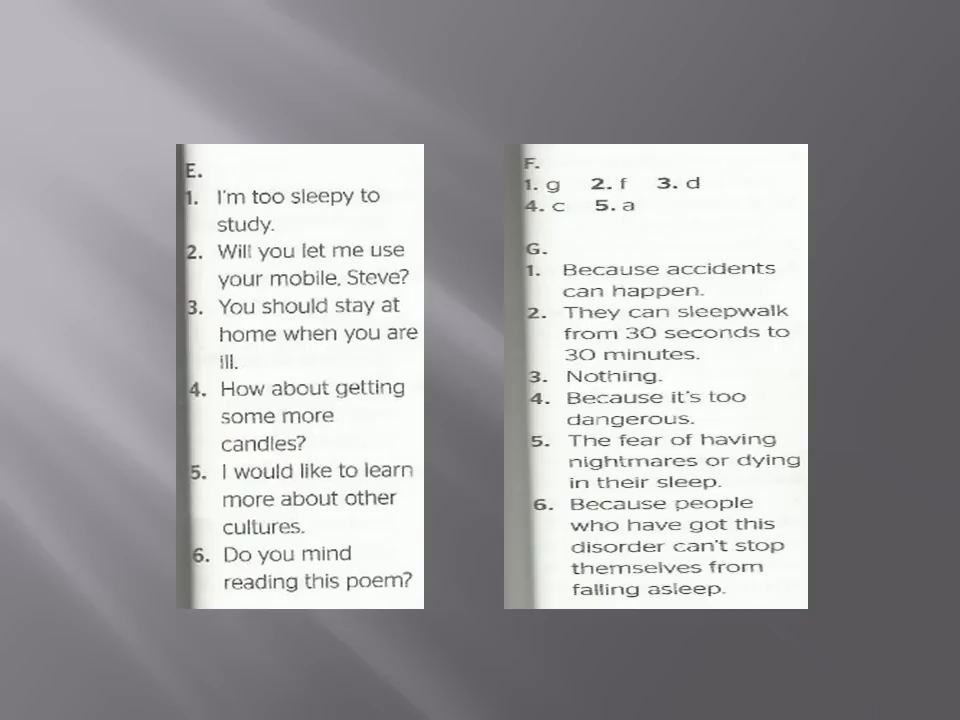 E.
1. I'm too sleepy to
study.
2. Will you let me use
your mobile, Steve?
3. You should stay at
home when you are
ill.
4. How about getting
some more
candles?
5. I would like to learn
more about other
cultures.
6. Do you mind
reading this poem?
F.
1. g 2. f 3. d
4. c 5. a
G.
1. Because accidents
can happen.
2. They can sleepwalk
from 30 seconds to
30 minutes.
3. Nothing.
4. Because it's too
dangerous.
5. The fear of having
nightmares or dying
in their sleep.
6. Because people
who have got this
disorder can't stop
themselves from
falling asleep.